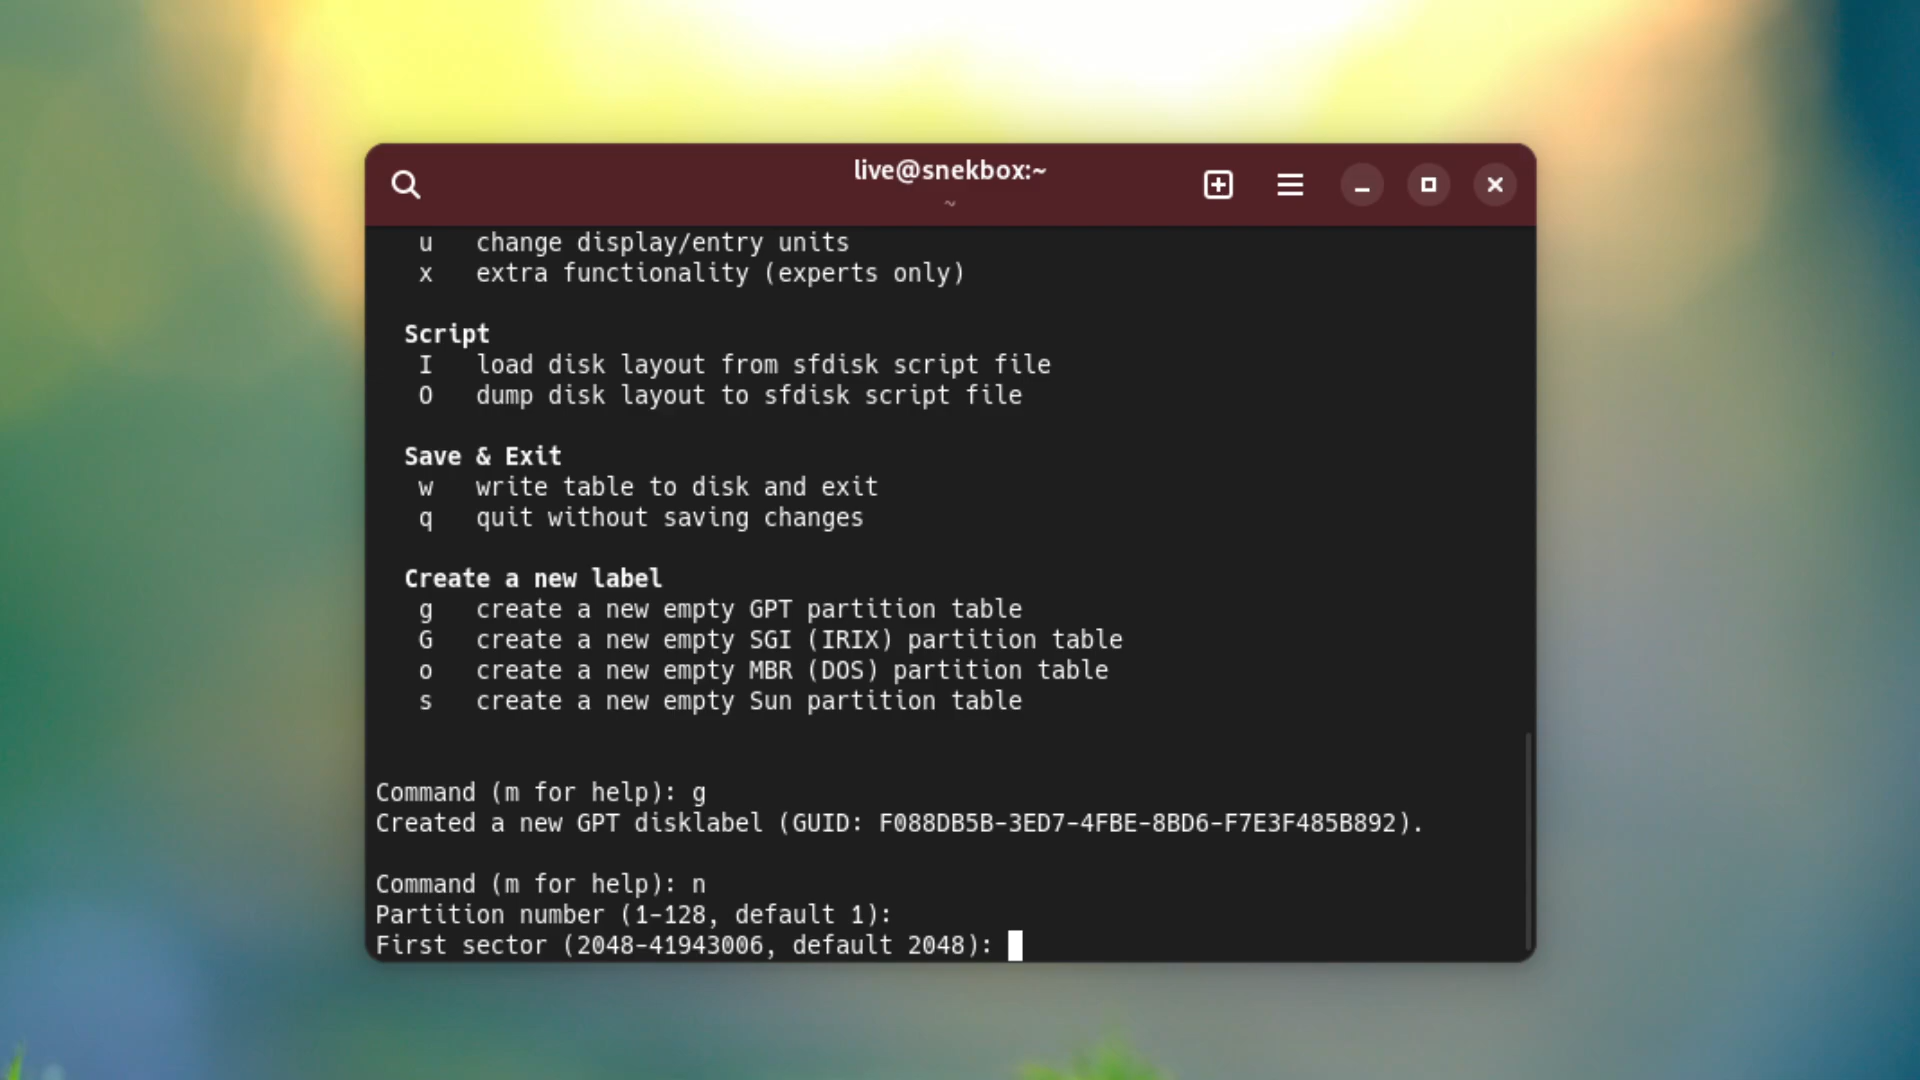 live@snekbox:~
~
u change display/entry units
x extra functionality (experts only)
Script
I load disk layout from sfdisk script file
O dump disk layout to sfdisk script file
Save & Exit
w write table to disk and exit
q quit without saving changes
Create a new label
g create a new empty GPT partition table
G create a new empty SGI (IRIX) partition table
o create a new empty MBR (DOS) partition table
s create a new empty Sun partition table
Command (m for help): g
Created a new GPT disklabel (GUID: F088DB5B-3ED7-4FBE-8BD6-F7E3F485B892).
Command (m for help): n
Partition number (1-128, default 1):
First sector (2048-41943006, default 2048):